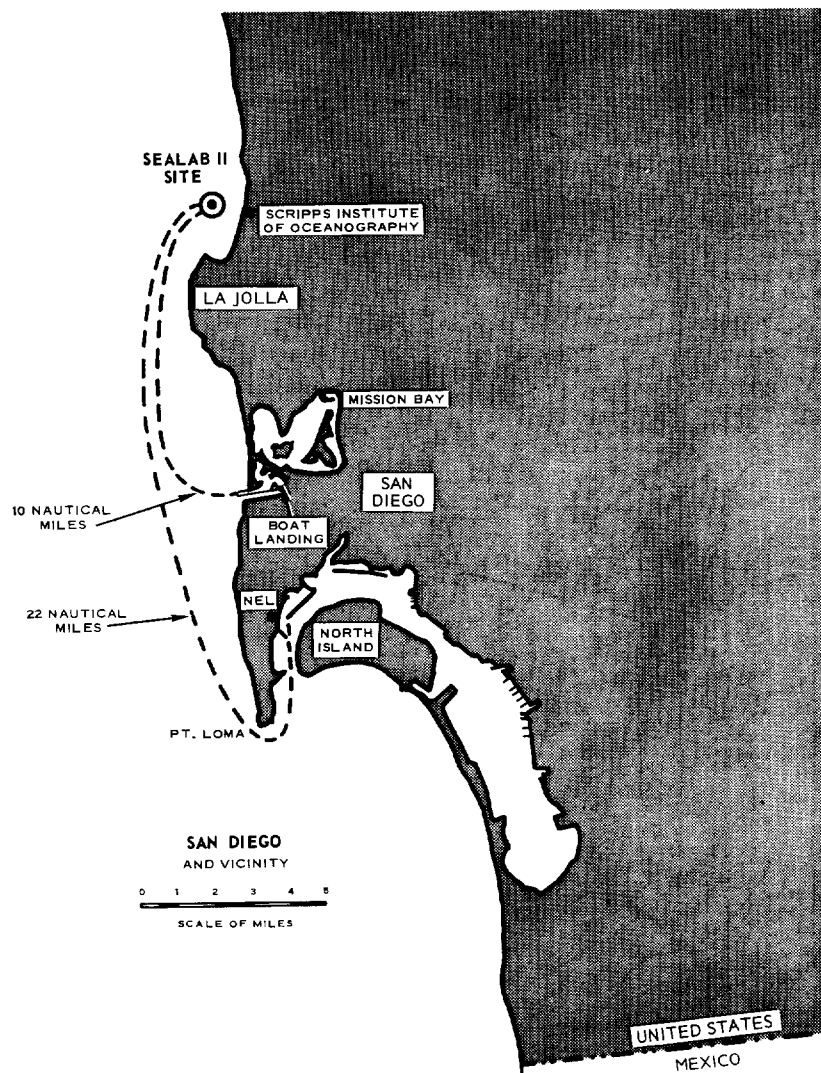 SEALAB II
SITE
SCRIPPS INSTITUTE
OF OCEANOGRAPHY
LA JOLLA
MISSION BAY
SAN
DIEGO
10 NAUTICAL
MILES
BOAT
LANDING
NEL
22 NAUTICAL
MILES
NORTH
ISLAND
PT. LOMA
SAN DIEGO
AND VICINITY
0 1 2 3 4 5
SCALE OF MILES
UNITED STATES
MEXICO